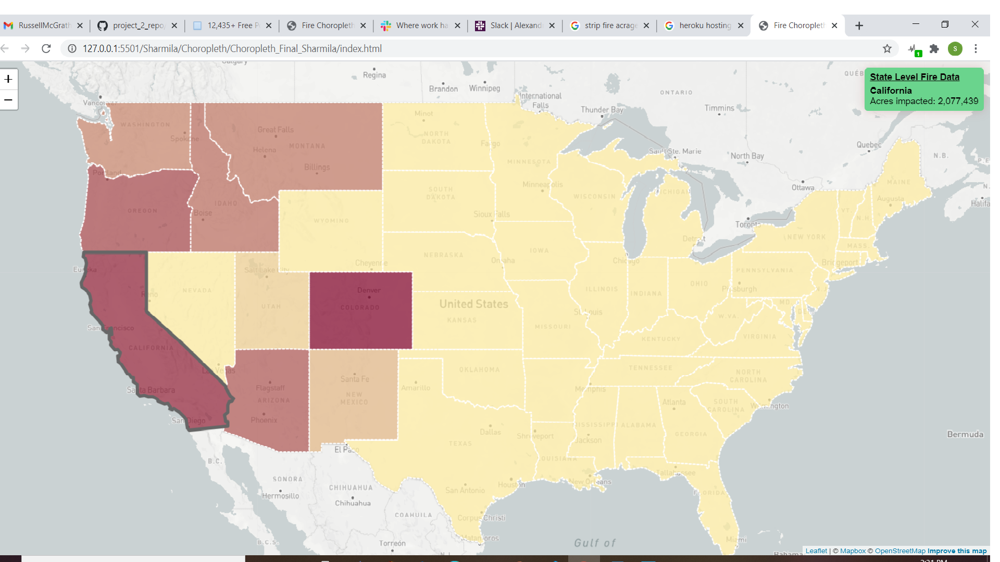 RussellMcGrath
project_2_repo/
12,435+ Free P
Fire Choropleth
Where work ha
Slack | Alexand
strip fire acrage
heroku hosting
Fire Choropleth
127.0.0.1:5501/Sharmila/Choropleth/Choropleth_Final_Sharmila/index.html
1
S
+
−
State Level Fire Data
California
Acres impacted: 2,077,439
Calgary
Regina
Brandon
Winnipeg
International
Falls
Thunder Bay
ONTARIO
Timmins
QUÉB
Quebec
N.B.
P.E
N.
Halifa
Sault Ste. Marie
North Bay
Ottawa
Toronto
WASHINGTON
Spokane
Portland
OREGON
IDAHO
Boise
Great Falls
MONTANA
Helena
Billings
Minot
NORTH
DAKOTA
Fargo
MINNESOTA
Minneapolis
SOUTH
DAKOTA
Sioux Falls
WISCONSIN
MAINE
Augusta
VT.
N.H.
NEW YORK
MASS.
Bridgeport
Detroit
WYOMING
Cheyenne
NEBRASKA
Omaha
IOWA
Chicago
PENNSYLVANIA
Pittsburgh
N.J.
OHIO
INDIANA
ILLINOIS
MD.
DE
W.VA.
VIRGINIA
Eureka
Reno
NEVADA
Salt Lake City
UTAH
Denver
COLORADO
United States
KANSAS
St. Louis
MISSOURI
KENTUCKY
San Francisco
CALIFORNIA
Las Vegas
Santa Barbara
San Diego
Flagstaff
ARIZONA
Phoenix
Santa Fe
NEW
MEXICO
Amarillo
OKLAHOMA
Memphis
TENNESSEE
NORTH
CAROLINA
SOUTH
CAROLINA
Wilmington
Atlanta
GEORGIA
ALABAMA
MISSISSIPPI
Jackson
Dallas
Shreveport
TEXAS
El Paso
LOUISIANA
New Orleans
Tallahassee
FLORIDA
Miami
Bermuda
B.C.
SONORA
Hermosillo
CHIHUAHUA
Chihuahua
COAHUILA
San Antonio
Houston
Corpus Christi
Matamoros
B.C.S.
Torreón
Gulf of
Bahama
Leaflet | © Mapbox © OpenStreetMap Improve this map